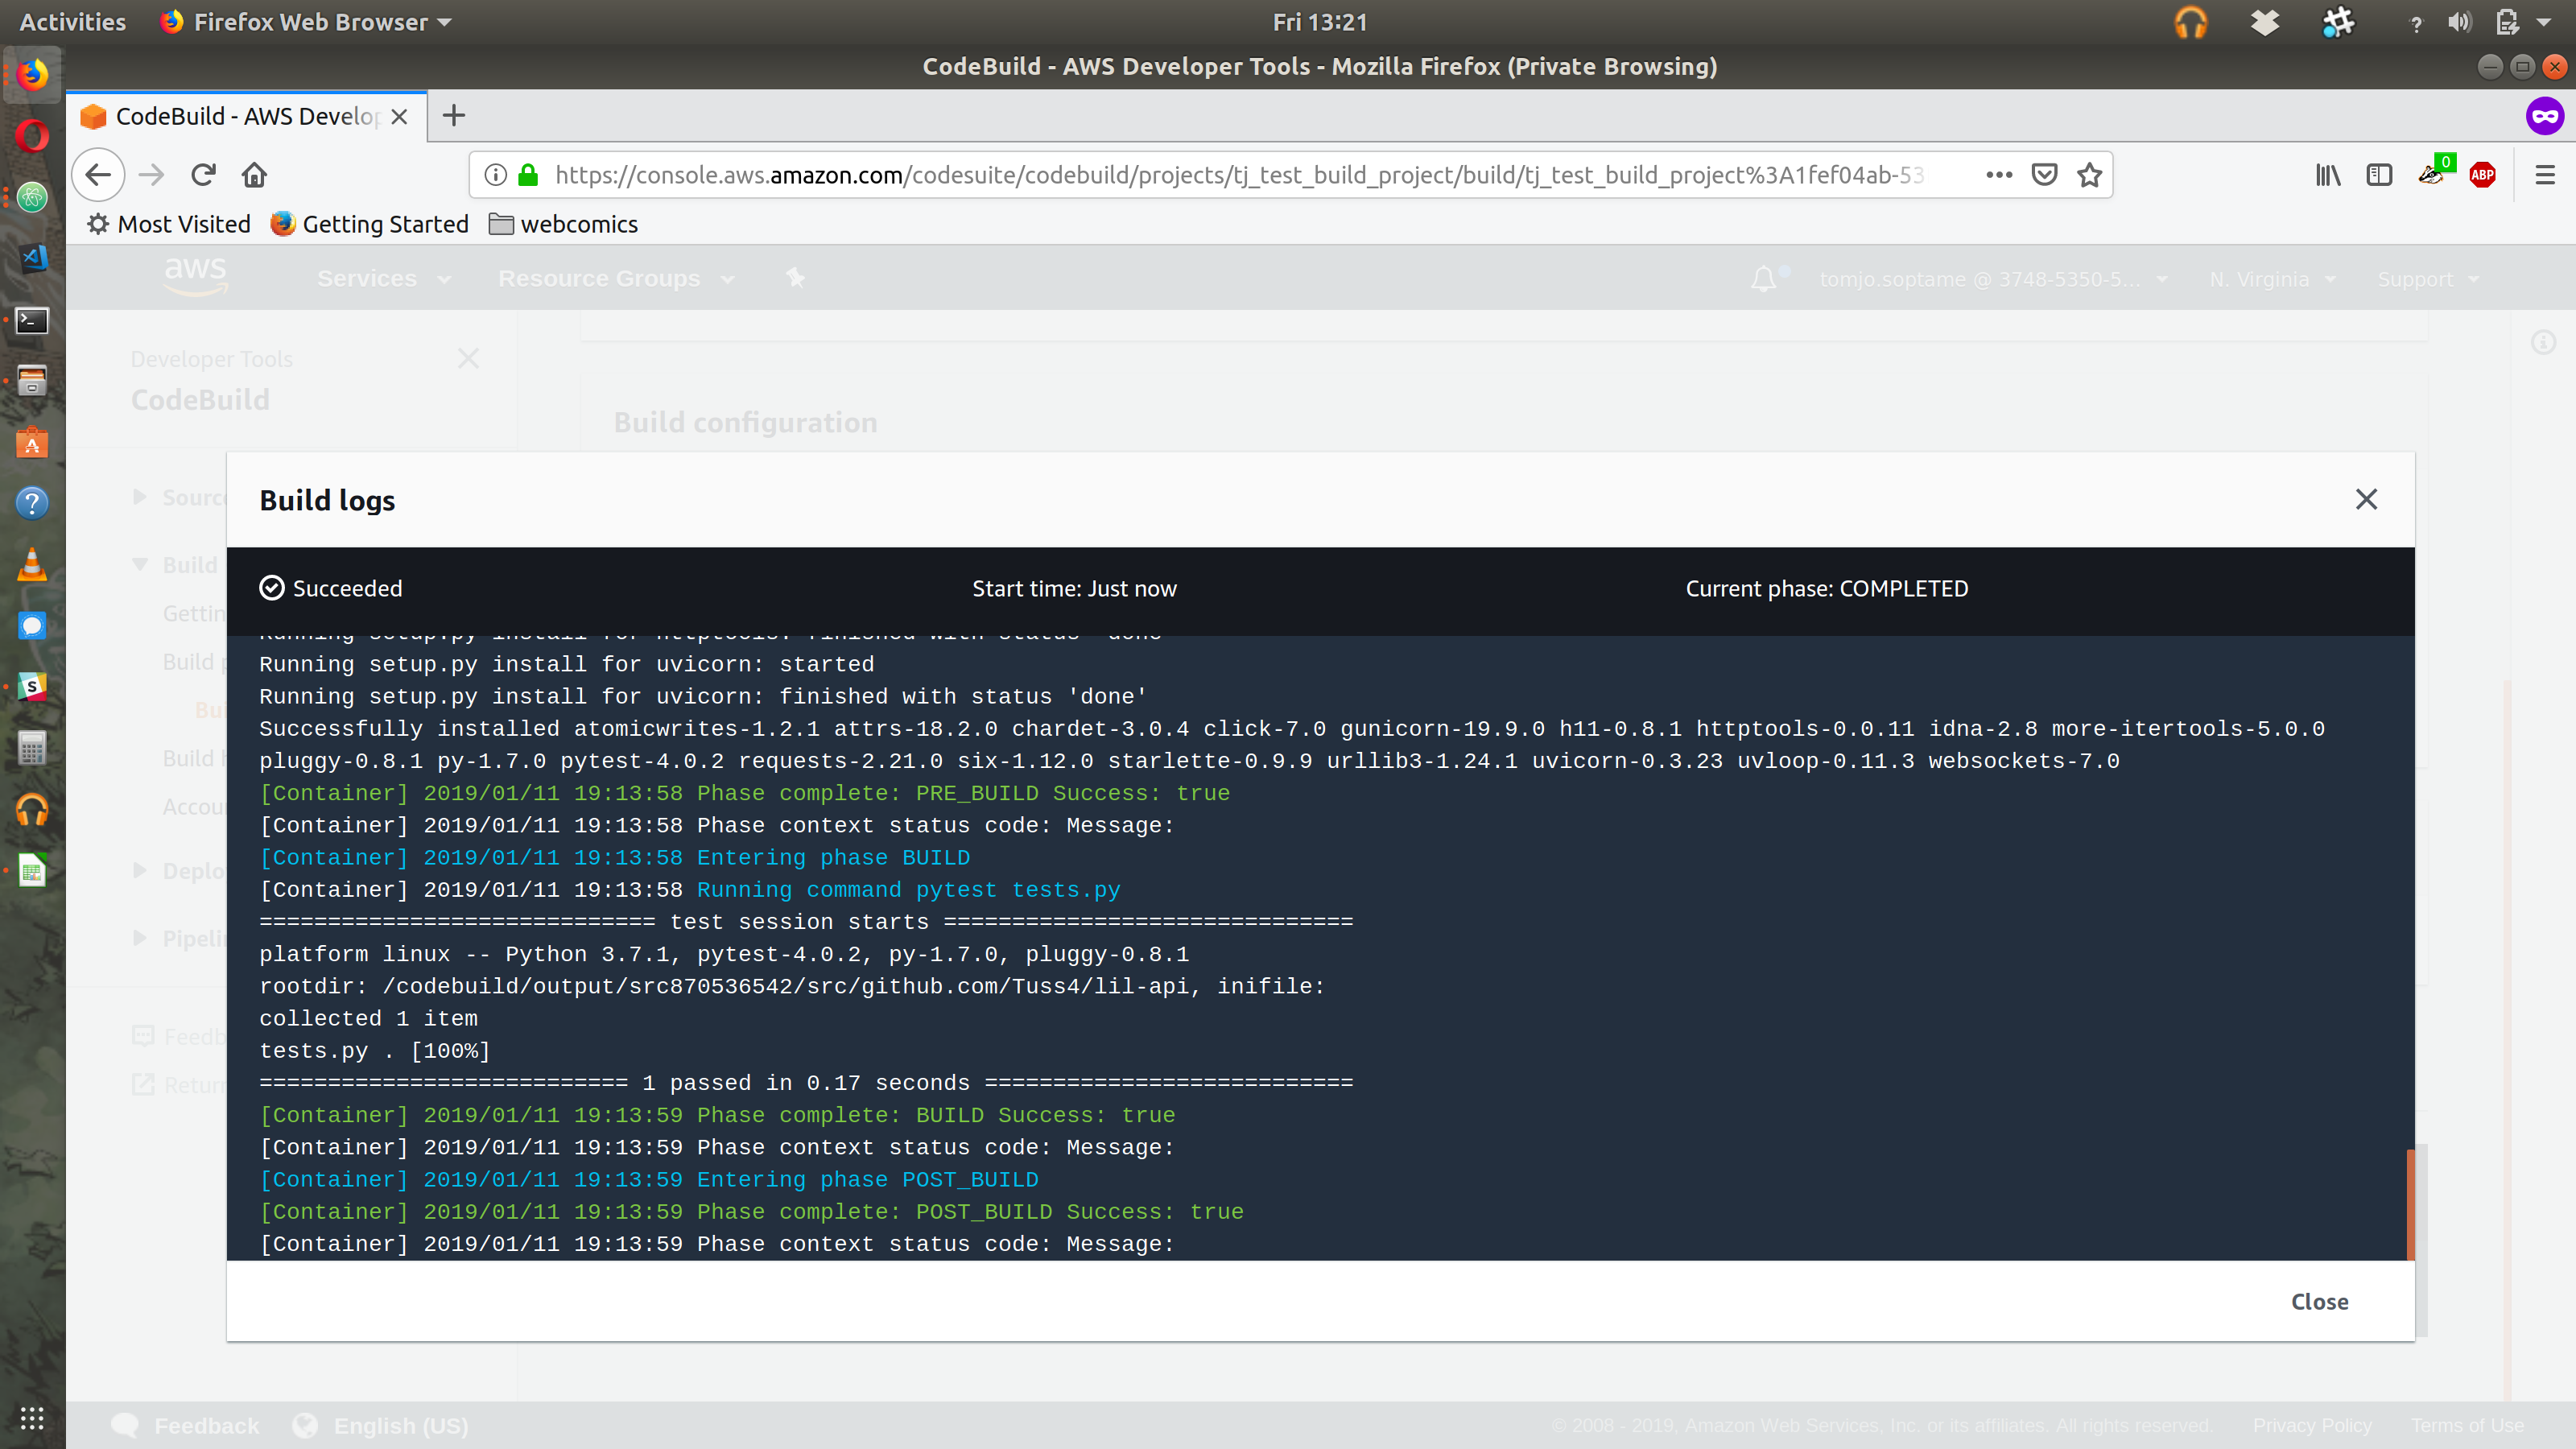 Activities
Firefox Web Browser
Fri 13:21
?
CodeBuild - AWS Developer Tools - Mozilla Firefox (Private Browsing)
CodeBuild - AWS Develop
https://console.aws.amazon.com/codesuite/codebuild/projects/tj_test_build_project/build/tj_test_build_project%3A1fef04ab-53
0
ABP
Most Visited
Getting Started
webcomics
aws
Services
Resource Groups
tomjo.soptame @ 3748-5350-5...
N. Virginia
Support
Developer Tools
CodeBuild
Build configuration
Build logs
Sourc
Build
Gettin
Build p
Bui
Build h
Accou
Deplo
Pipelin
Feedb
Return
Succeeded
Start time: Just now
Current phase: COMPLETED
Running setup.py install for httptools: finished with status 'done'
Running setup.py install for uvicorn: started
Running setup.py install for uvicorn: finished with status 'done'
Successfully installed atomicwrites-1.2.1 attrs-18.2.0 chardet-3.0.4 click-7.0 gunicorn-19.9.0 h11-0.8.1 httptools-0.0.11 idna-2.8 more-itertools-5.0.0
pluggy-0.8.1 py-1.7.0 pytest-4.0.2 requests-2.21.0 six-1.12.0 starlette-0.9.9 urllib3-1.24.1 uvicorn-0.3.23 uvloop-0.11.3 websockets-7.0
[Container] 2019/01/11 19:13:58 Phase complete: PRE_BUILD Success: true
[Container] 2019/01/11 19:13:58 Phase context status code: Message:
[Container] 2019/01/11 19:13:58 Entering phase BUILD
[Container] 2019/01/11 19:13:58 Running command pytest tests.py
============================= test session starts ==============================
platform linux -- Python 3.7.1, pytest-4.0.2, py-1.7.0, pluggy-0.8.1
rootdir: /codebuild/output/src870536542/src/github.com/Tuss4/lil-api, inifile:
collected 1 item
tests.py . [100%]
=========================== 1 passed in 0.17 seconds ===========================
[Container] 2019/01/11 19:13:59 Phase complete: BUILD Success: true
[Container] 2019/01/11 19:13:59 Phase context status code: Message:
[Container] 2019/01/11 19:13:59 Entering phase POST_BUILD
[Container] 2019/01/11 19:13:59 Phase complete: POST_BUILD Success: true
[Container] 2019/01/11 19:13:59 Phase context status code: Message:
Close
Feedback
English (US)
© 2008 - 2019, Amazon Web Services, Inc. or its affiliates. All rights reserved.
Privacy Policy
Terms of Use